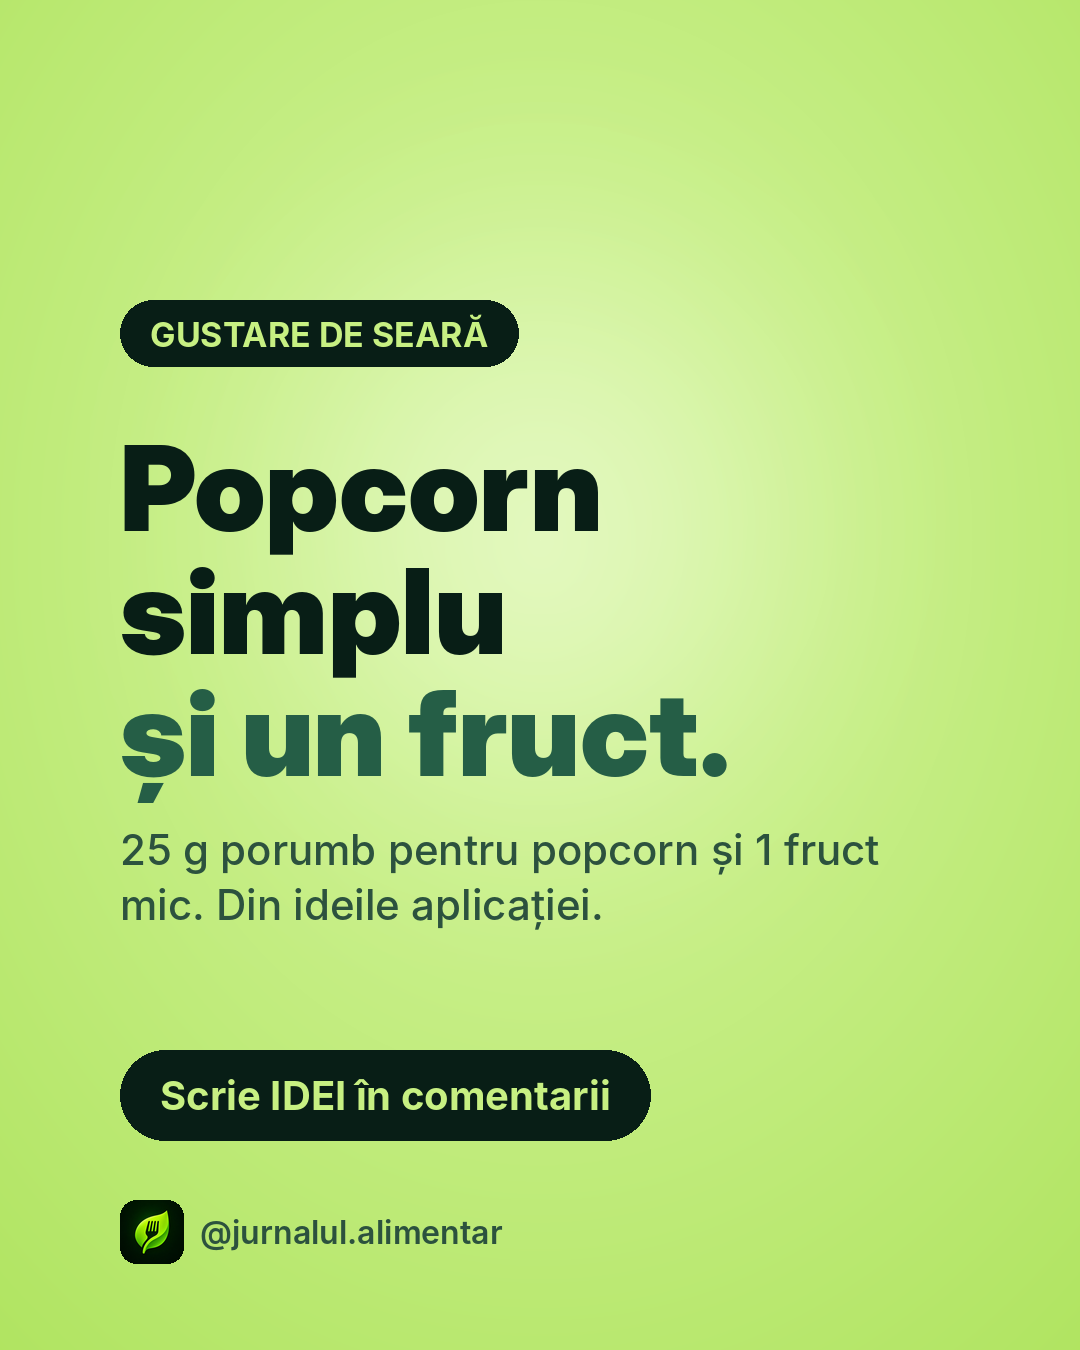 GUSTARE DE SEARĂ
Popcorn
simplu
și un fruct.
25 g porumb pentru popcorn și 1 fruct
mic. Din ideile aplicației.
Scrie IDEI în comentarii
@jurnalul.alimentar